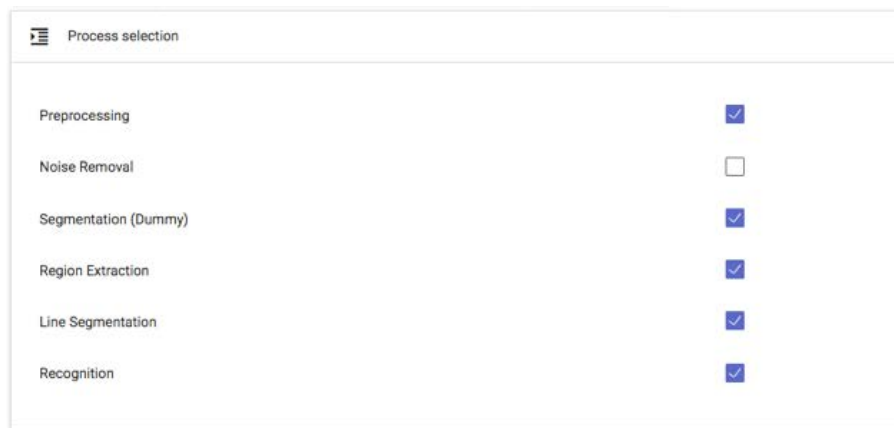 Process selection
Preprocessing
Noise Removal
Segmentation (Dummy)
Region Extraction
Line Segmentation
Recognition